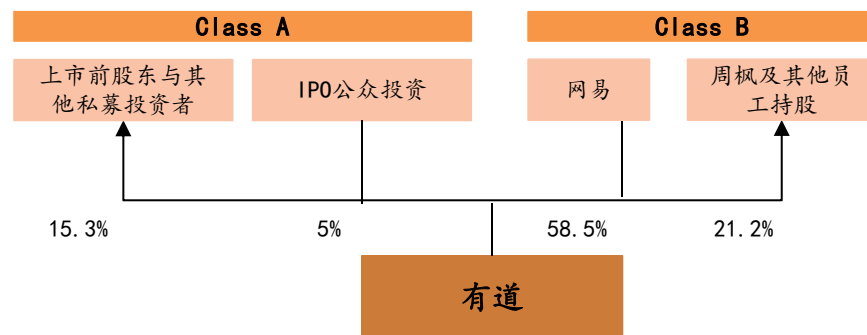 Class A
Class B
上市前股东与其
他私募投资者
IPO公众投资
网易
周枫及其他员
工持股
15.3%
5%
58.5%
21.2%
有道